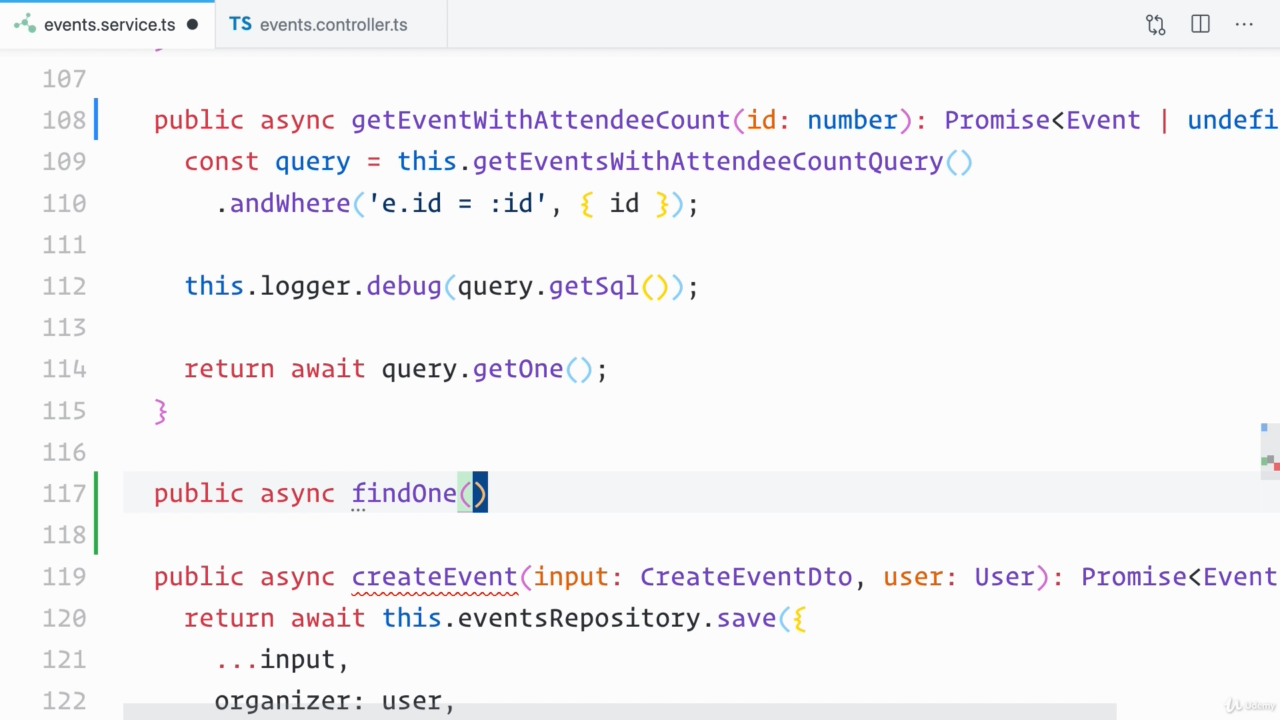 events.service.ts
TS events.controller.ts
107
108 public async getEventWithAttendeeCount(id: number): Promise<Event | undefi
109 const query = this.getEventsWithAttendeeCountQuery()
110 .andWhere('e.id = :id', { id });
111
112 this.logger.debug(query.getSql());
113
114 return await query.getOne();
115 }
116
117 public async findOne()
118
119 public async createEvent(input: CreateEventDto, user: User): Promise<Event
120 return await this.eventsRepository.save({
121 ...input,
122 organizer: user,
Udemy